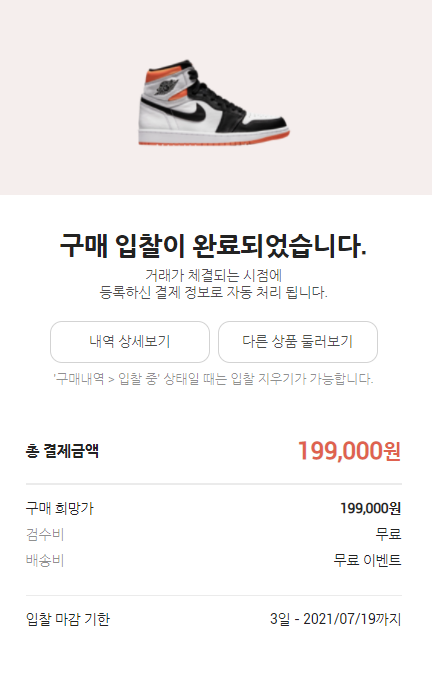 구매 입찰이 완료되었습니다.
거래가 체결되는 시점에
등록하신 결제 정보로 자동 처리 됩니다.
내역 상세보기
다른 상품 둘러보기
'구매내역 > 입찰 중' 상태일 때는 입찰 지우기가 가능합니다.
총 결제금액 199,000원
구매 희망가 199,000원
검수비 무료
배송비 무료 이벤트
입찰 마감 기한 3일 - 2021/07/19까지